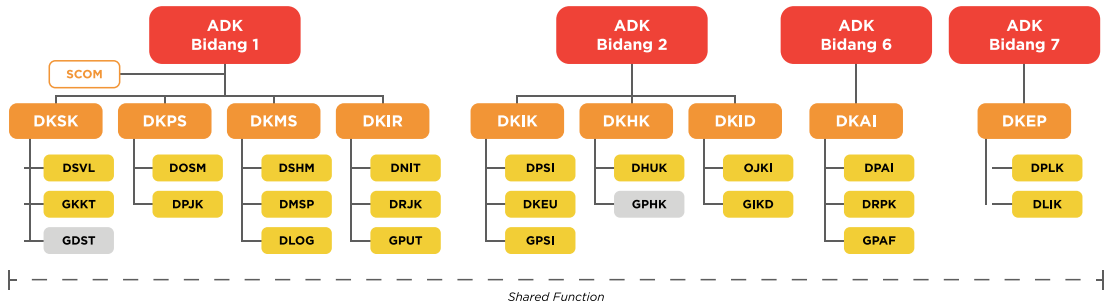 ADK
Bidang 1
ADK
Bidang 2
ADK
Bidang 6
ADK
Bidang 7
SCOM
DKSK
DKPS
DKMS
DKIR
DKIK
DKHK
DKID
DKAI
DKEP
DSVL
DOSM
DSHM
DNIT
DPSI
DHUK
OJKI
DPAI
DPLK
GKKT
DPJK
DMSP
DRJK
DKEU
GPHK
GIKD
DRPK
DLIK
GDST
DLOG
GPUT
GPSI
GPAF
Shared Function